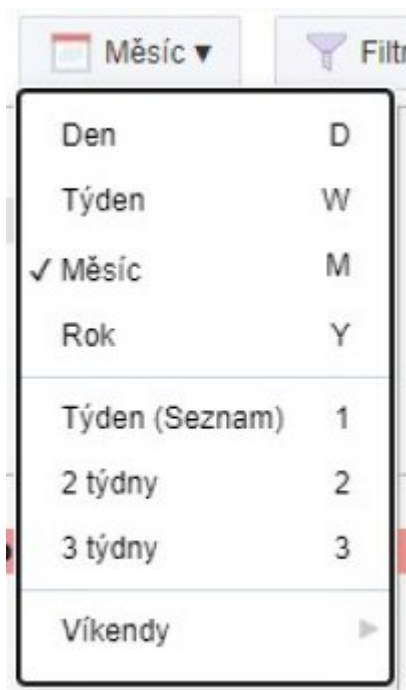 Měsíc ▾ Filtr
Den D
Týden W
✓ Měsíc M
Rok Y
Týden (Seznam) 1
2 týdny 2
3 týdny 3
Víkendy ▸